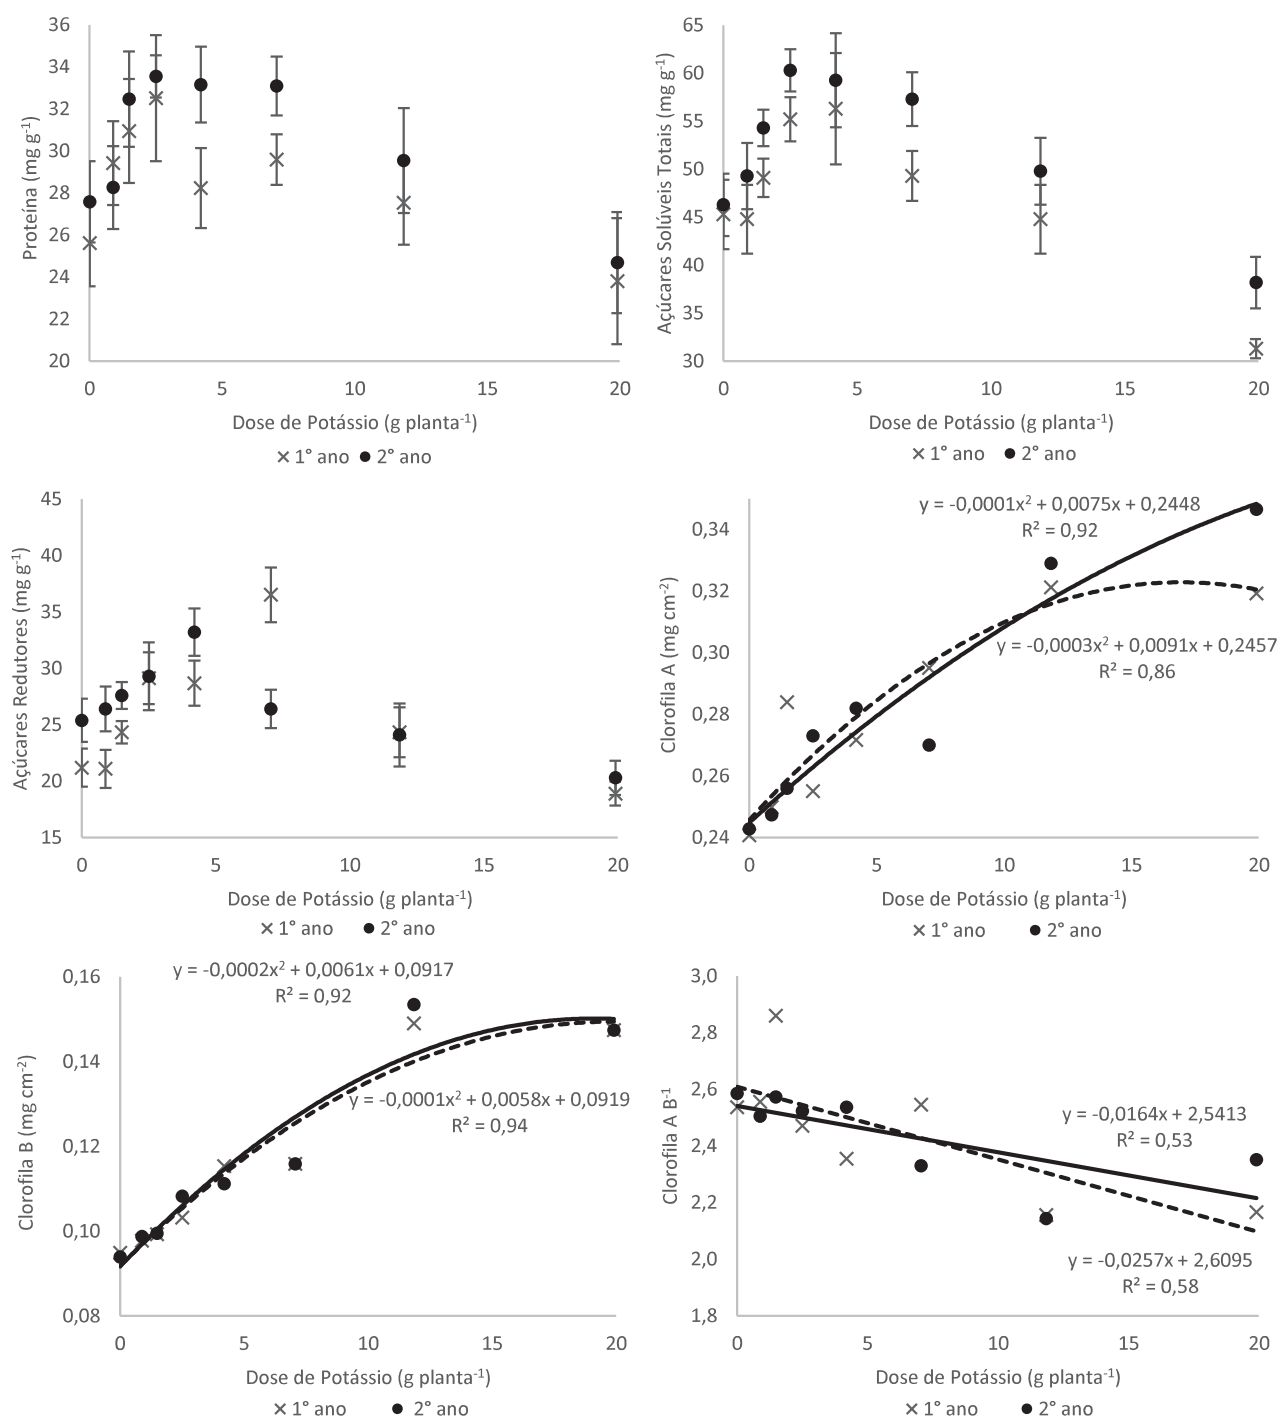 36
34
32
30
28
26
24
22
20
Proteína (mg g⁻¹)
0 5 10 15 20
Dose de Potássio (g planta⁻¹)
1° ano 2° ano
65
60
55
50
45
40
35
30
Açúcares Solúveis Totais (mg g⁻¹)
0 5 10 15 20
Dose de Potássio (g planta⁻¹)
1° ano 2° ano
45
40
35
30
25
20
15
Açúcares Redutores (mg g⁻¹)
0 5 10 15 20
Dose de Potássio (g planta⁻¹)
1° ano 2° ano
y = -0,0001x² + 0,0075x + 0,2448
R² = 0,92
y = -0,0003x² + 0,0091x + 0,2457
R² = 0,86
0,34
0,32
0,30
0,28
0,26
0,24
Clorofila A (mg cm⁻²)
0 5 10 15 20
Dose de Potássio (g planta⁻¹)
1° ano 2° ano
y = -0,0002x² + 0,0061x + 0,0917
R² = 0,92
y = -0,0001x² + 0,0058x + 0,0919
R² = 0,94
0,16
0,14
0,12
0,10
0,08
Clorofila B (mg cm⁻²)
0 5 10 15 20
Dose de Potássio (g planta⁻¹)
1° ano 2° ano
3,0
2,8
2,6
2,4
2,2
2,0
1,8
Clorofila A B⁻¹
y = -0,0164x + 2,5413
R² = 0,53
y = -0,0257x + 2,6095
R² = 0,58
0 5 10 15 20
Dose de Potássio (g planta⁻¹)
1° ano 2° ano